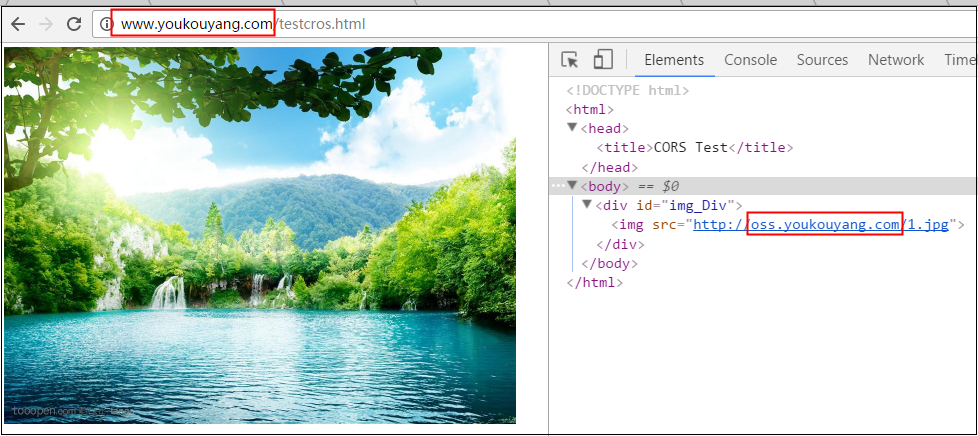 www.youkouyang.com/testcros.html
Elements Console Sources Network Time
<!DOCTYPE html>
<html>
<head>
<title>CORS Test</title>
</head>
<body> == $0
<div id="img_Div">
<img src="http://oss.youkouyang.com/1.jpg">
</div>
</body>
</html>
tooopen.com